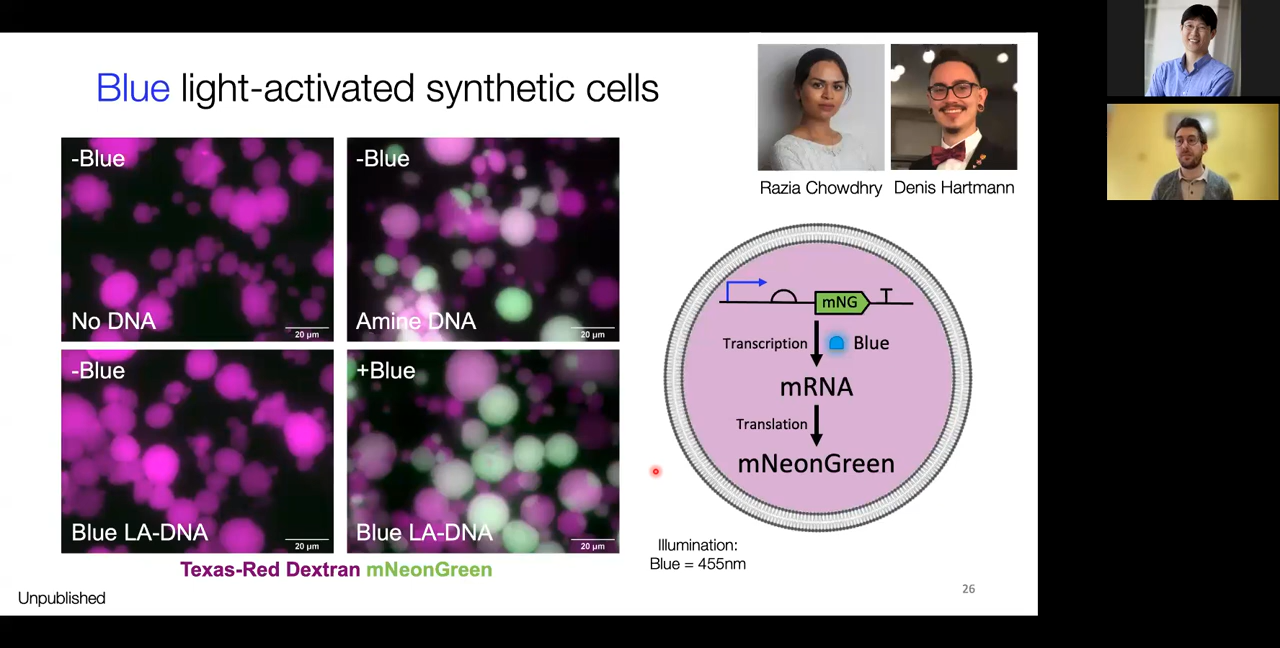 Blue light-activated synthetic cells
Razia Chowdhry
Denis Hartmann
-Blue
No DNA
20 µm
-Blue
Amine DNA
20 µm
-Blue
Blue LA-DNA
20 µm
+Blue
Blue LA-DNA
20 µm
Texas-Red Dextran mNeonGreen
mNG
Transcription
Blue
mRNA
Translation
mNeonGreen
Illumination:
Blue = 455nm
Unpublished
26